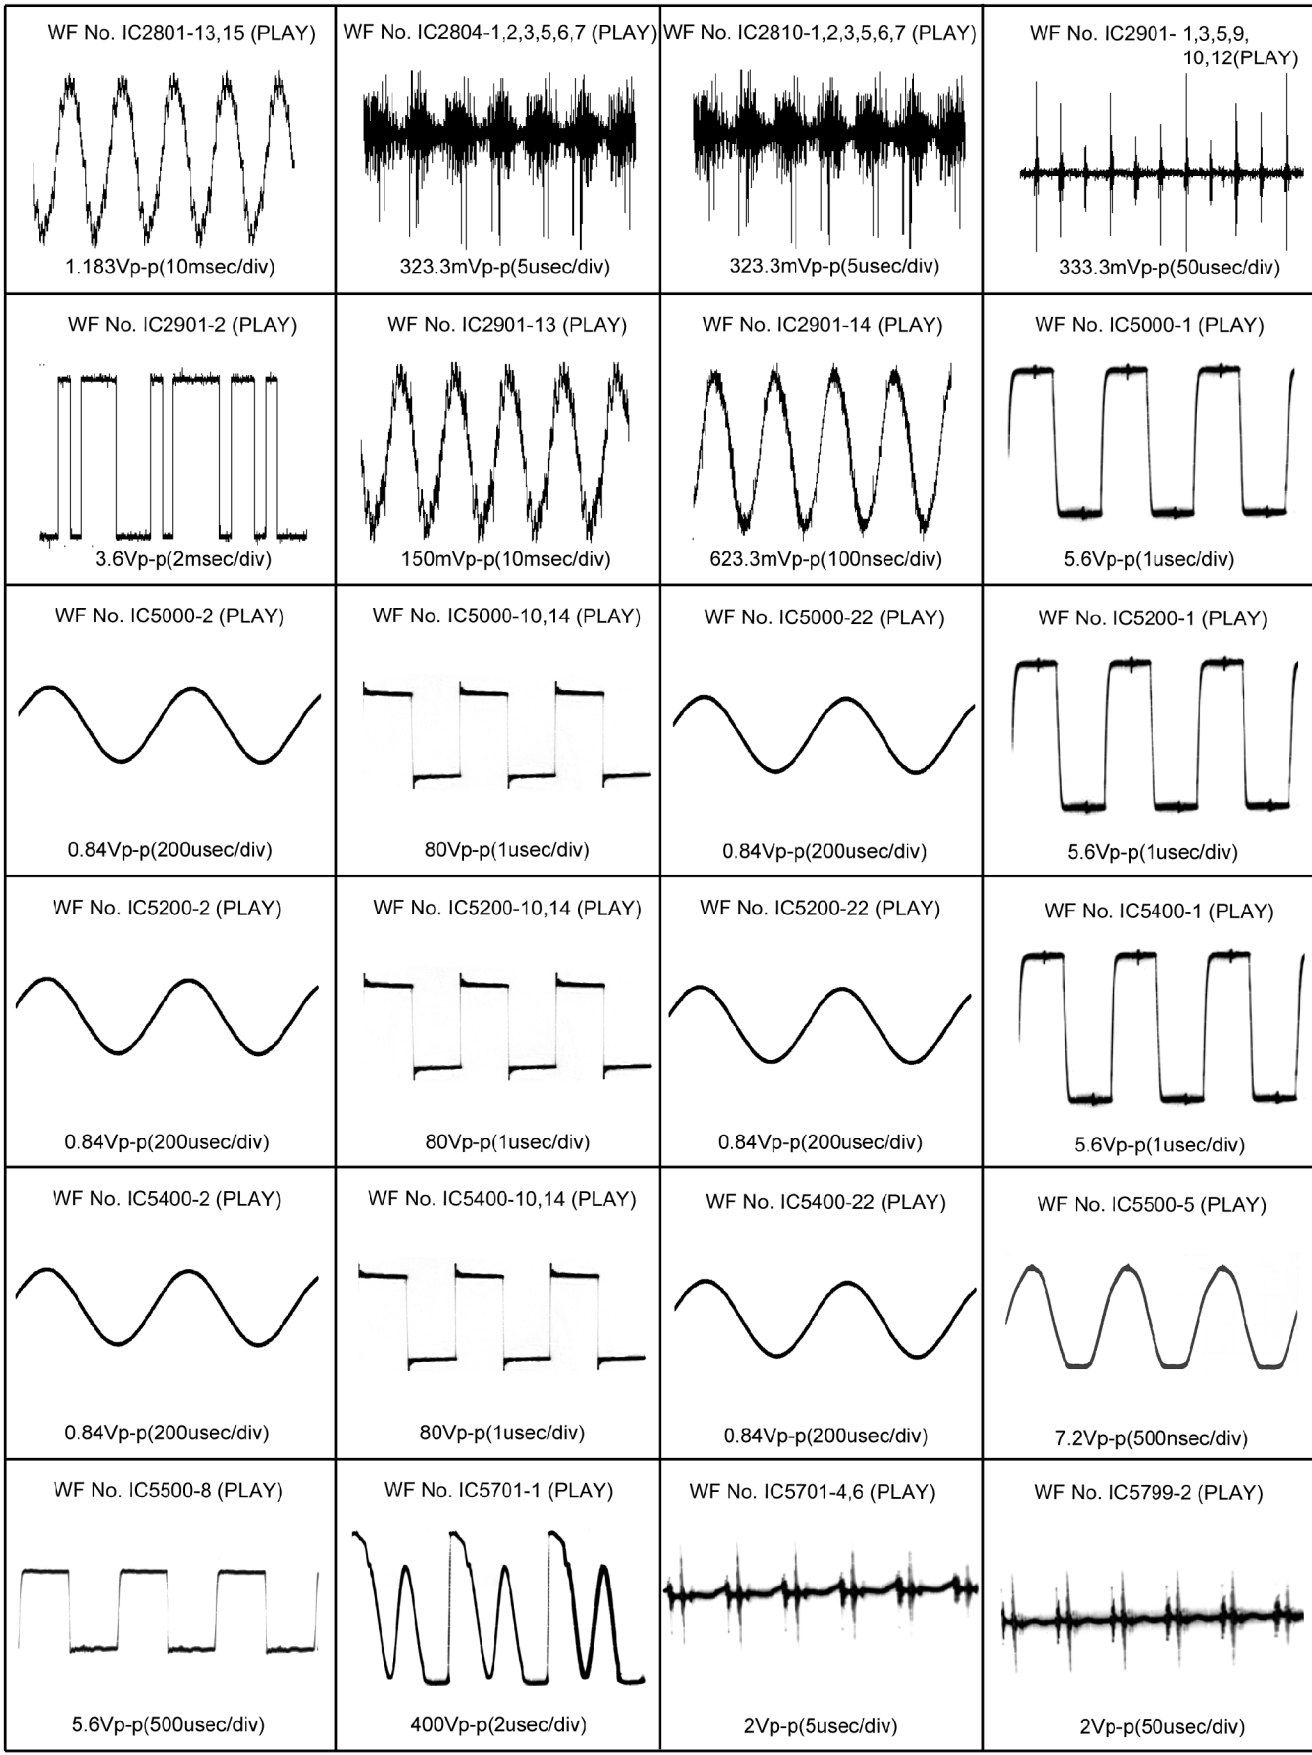 WF No. IC2801-13,15 (PLAY)
1.183Vp-p(10msec/div)
WF No. IC2804-1,2,3,5,6,7 (PLAY)
323.3mVp-p(5usec/div)
WF No. IC2810-1,2,3,5,6,7 (PLAY)
323.3mVp-p(5usec/div)
WF No. IC2901- 1,3,5,9,
10,12(PLAY)
333.3mVp-p(50usec/div)
WF No. IC2901-2 (PLAY)
3.6Vp-p(2msec/div)
WF No. IC2901-13 (PLAY)
150mVp-p(10msec/div)
WF No. IC2901-14 (PLAY)
623.3mVp-p(100nsec/div)
WF No. IC5000-1 (PLAY)
5.6Vp-p(1usec/div)
WF No. IC5000-2 (PLAY)
0.84Vp-p(200usec/div)
WF No. IC5000-10,14 (PLAY)
80Vp-p(1usec/div)
WF No. IC5000-22 (PLAY)
0.84Vp-p(200usec/div)
WF No. IC5200-1 (PLAY)
5.6Vp-p(1usec/div)
WF No. IC5200-2 (PLAY)
0.84Vp-p(200usec/div)
WF No. IC5200-10,14 (PLAY)
80Vp-p(1usec/div)
WF No. IC5200-22 (PLAY)
0.84Vp-p(200usec/div)
WF No. IC5400-1 (PLAY)
5.6Vp-p(1usec/div)
WF No. IC5400-2 (PLAY)
0.84Vp-p(200usec/div)
WF No. IC5400-10,14 (PLAY)
80Vp-p(1usec/div)
WF No. IC5400-22 (PLAY)
0.84Vp-p(200usec/div)
WF No. IC5500-5 (PLAY)
7.2Vp-p(500nsec/div)
WF No. IC5500-8 (PLAY)
5.6Vp-p(500usec/div)
WF No. IC5701-1 (PLAY)
400Vp-p(2usec/div)
WF No. IC5701-4,6 (PLAY)
2Vp-p(5usec/div)
WF No. IC5799-2 (PLAY)
2Vp-p(50usec/div)